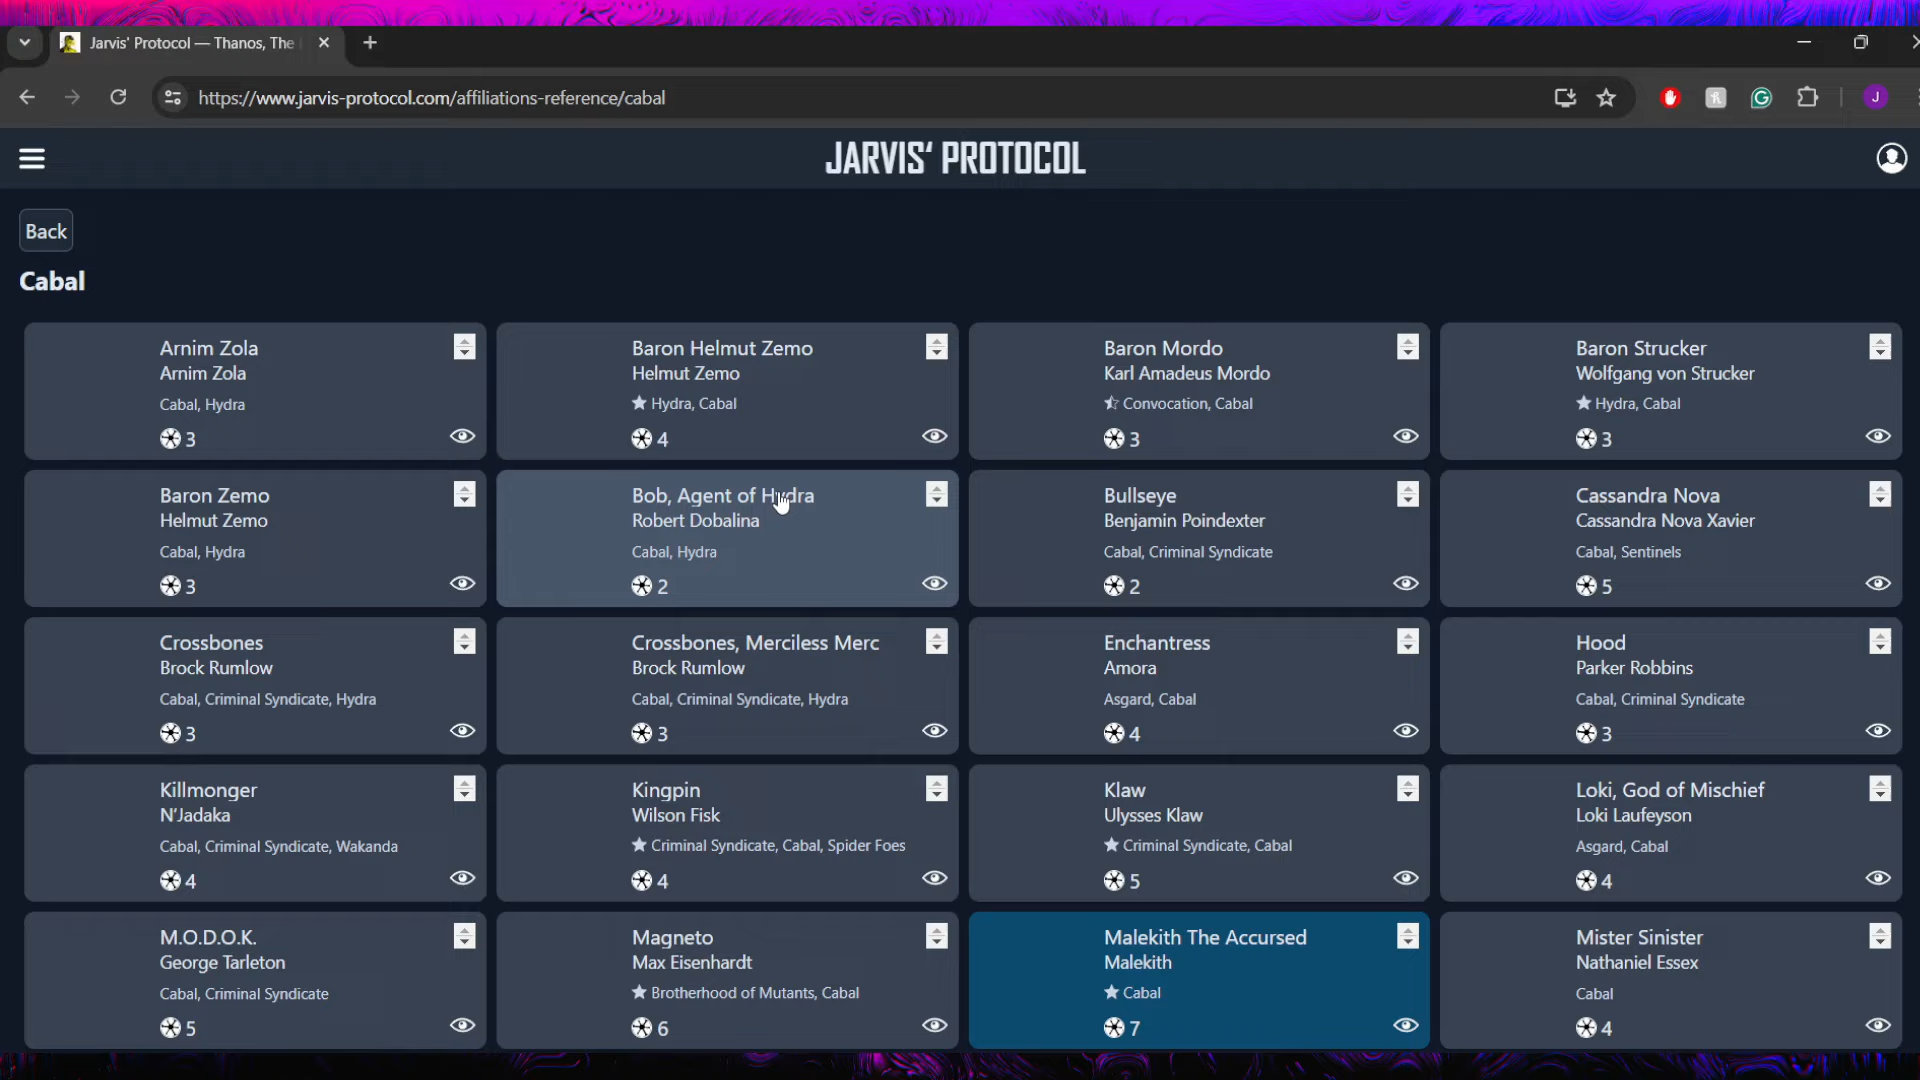 Jarvis' Protocol — Thanos, The
https://www.jarvis-protocol.com/affiliations-reference/cabal
J
JARVIS' PROTOCOL
Back
Cabal
Arnim Zola
Arnim Zola
Cabal, Hydra
3
Baron Helmut Zemo
Helmut Zemo
Hydra, Cabal
4
Baron Mordo
Karl Amadeus Mordo
Convocation, Cabal
3
Baron Strucker
Wolfgang von Strucker
Hydra, Cabal
3
Baron Zemo
Helmut Zemo
Cabal, Hydra
3
Bob, Agent of Hydra
Robert Dobalina
Cabal, Hydra
2
Bullseye
Benjamin Poindexter
Cabal, Criminal Syndicate
2
Cassandra Nova
Cassandra Nova Xavier
Cabal, Sentinels
5
Crossbones
Brock Rumlow
Cabal, Criminal Syndicate, Hydra
3
Crossbones, Merciless Merc
Brock Rumlow
Cabal, Criminal Syndicate, Hydra
3
Enchantress
Amora
Asgard, Cabal
4
Hood
Parker Robbins
Cabal, Criminal Syndicate
3
Killmonger
N'Jadaka
Cabal, Criminal Syndicate, Wakanda
4
Kingpin
Wilson Fisk
Criminal Syndicate, Cabal, Spider Foes
4
Klaw
Ulysses Klaw
Criminal Syndicate, Cabal
5
Loki, God of Mischief
Loki Laufeyson
Asgard, Cabal
4
M.O.D.O.K.
George Tarleton
Cabal, Criminal Syndicate
5
Magneto
Max Eisenhardt
Brotherhood of Mutants, Cabal
6
Malekith The Accursed
Malekith
Cabal
7
Mister Sinister
Nathaniel Essex
Cabal
4